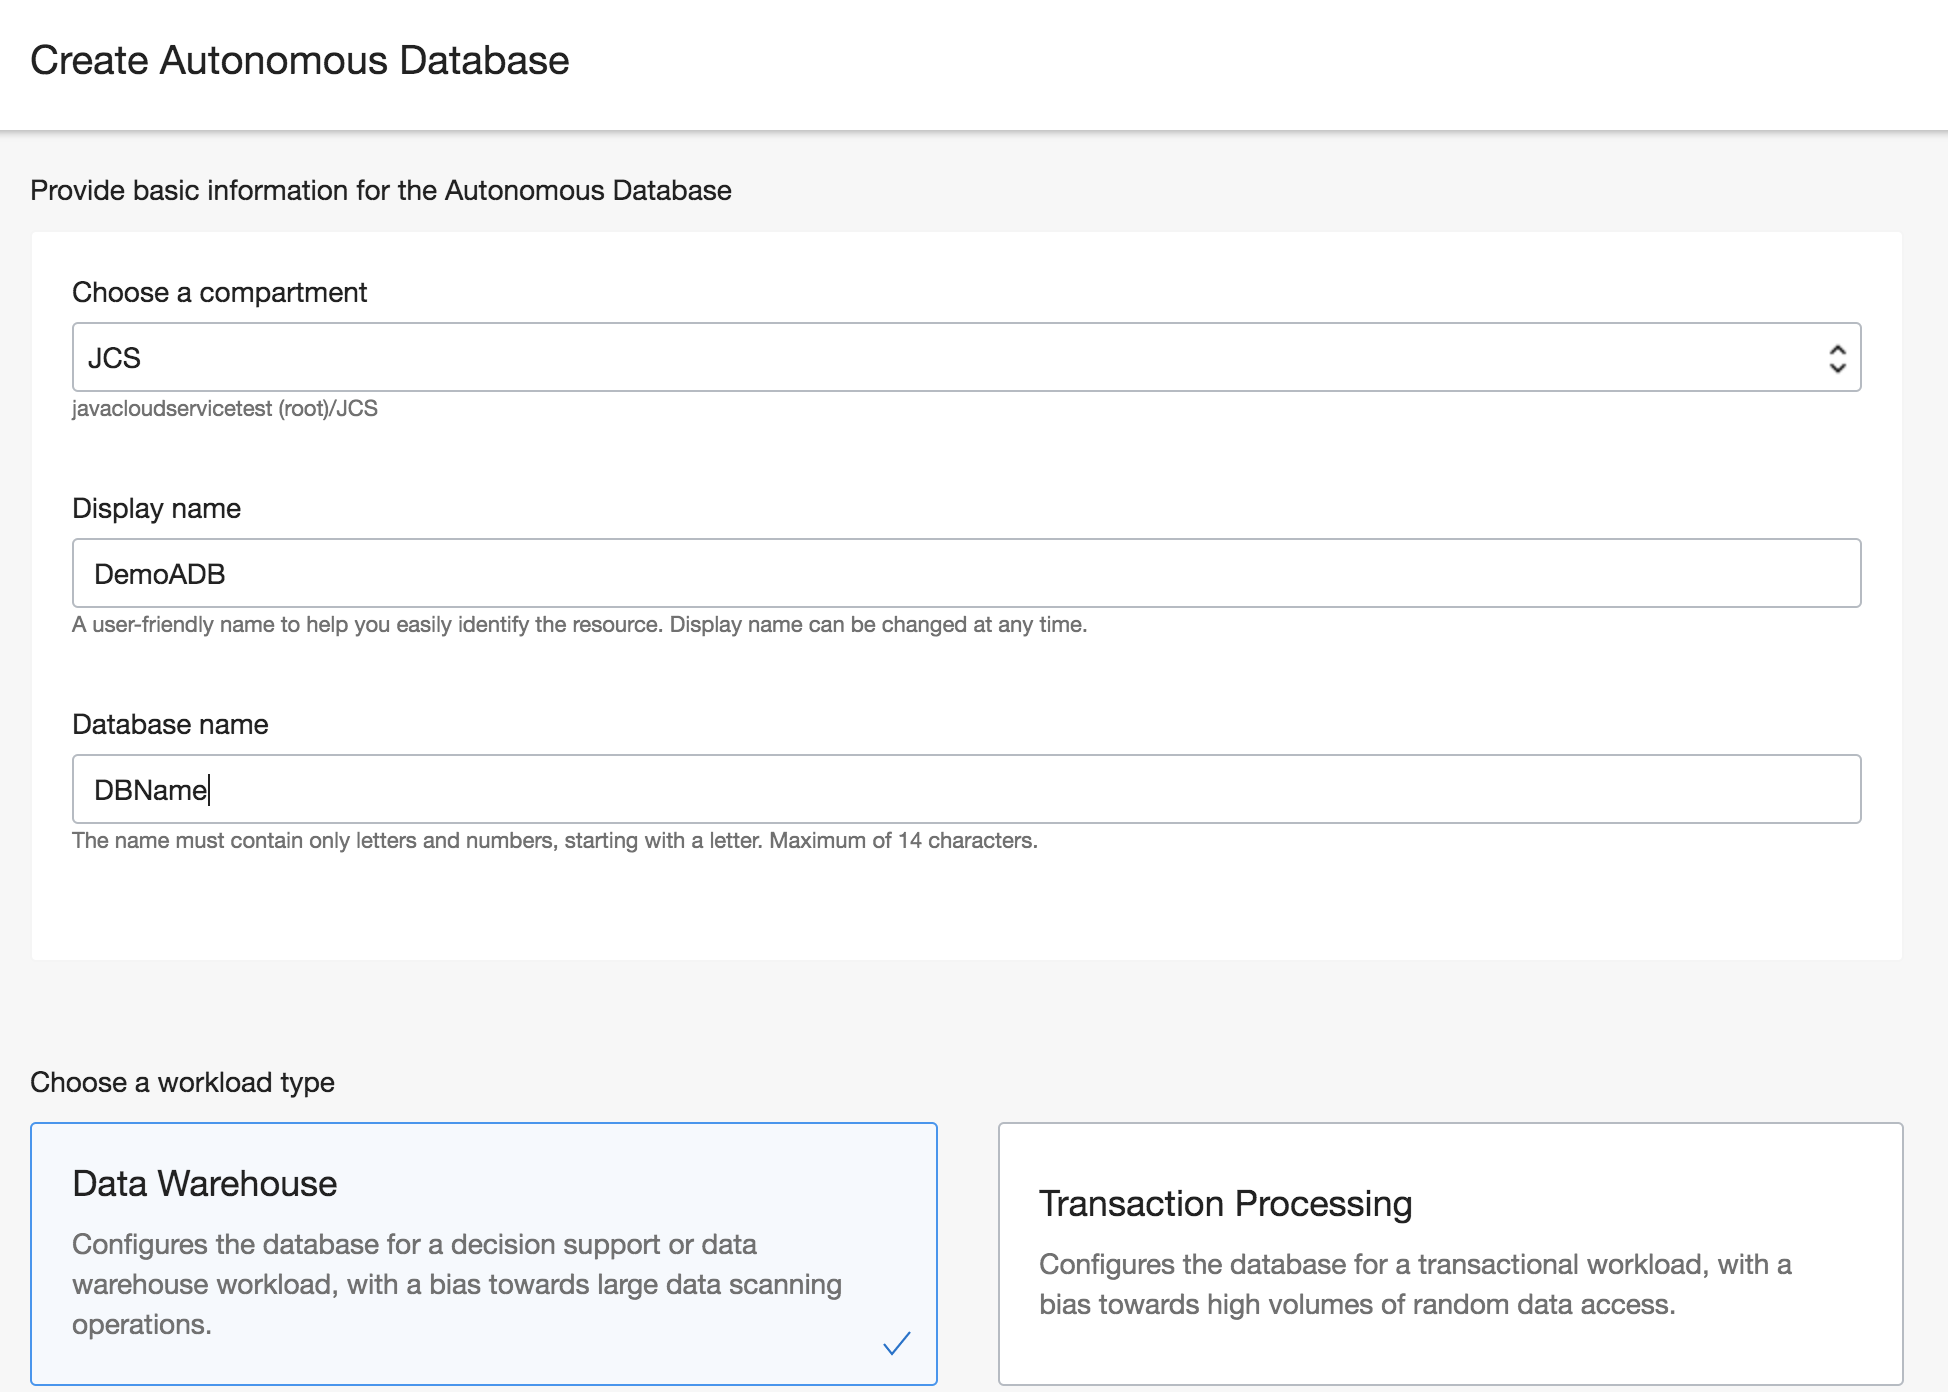 Create Autonomous Database
Provide basic information for the Autonomous Database
Choose a compartment
JCS
javacloudservicetest (root)/JCS
Display name
DemoADB
A user-friendly name to help you easily identify the resource. Display name can be changed at any time.
Database name
DBName
The name must contain only letters and numbers, starting with a letter. Maximum of 14 characters.
Choose a workload type
Data Warehouse
Configures the database for a decision support or data
warehouse workload, with a bias towards large data scanning
operations.
Transaction Processing
Configures the database for a transactional workload, with a
bias towards high volumes of random data access.